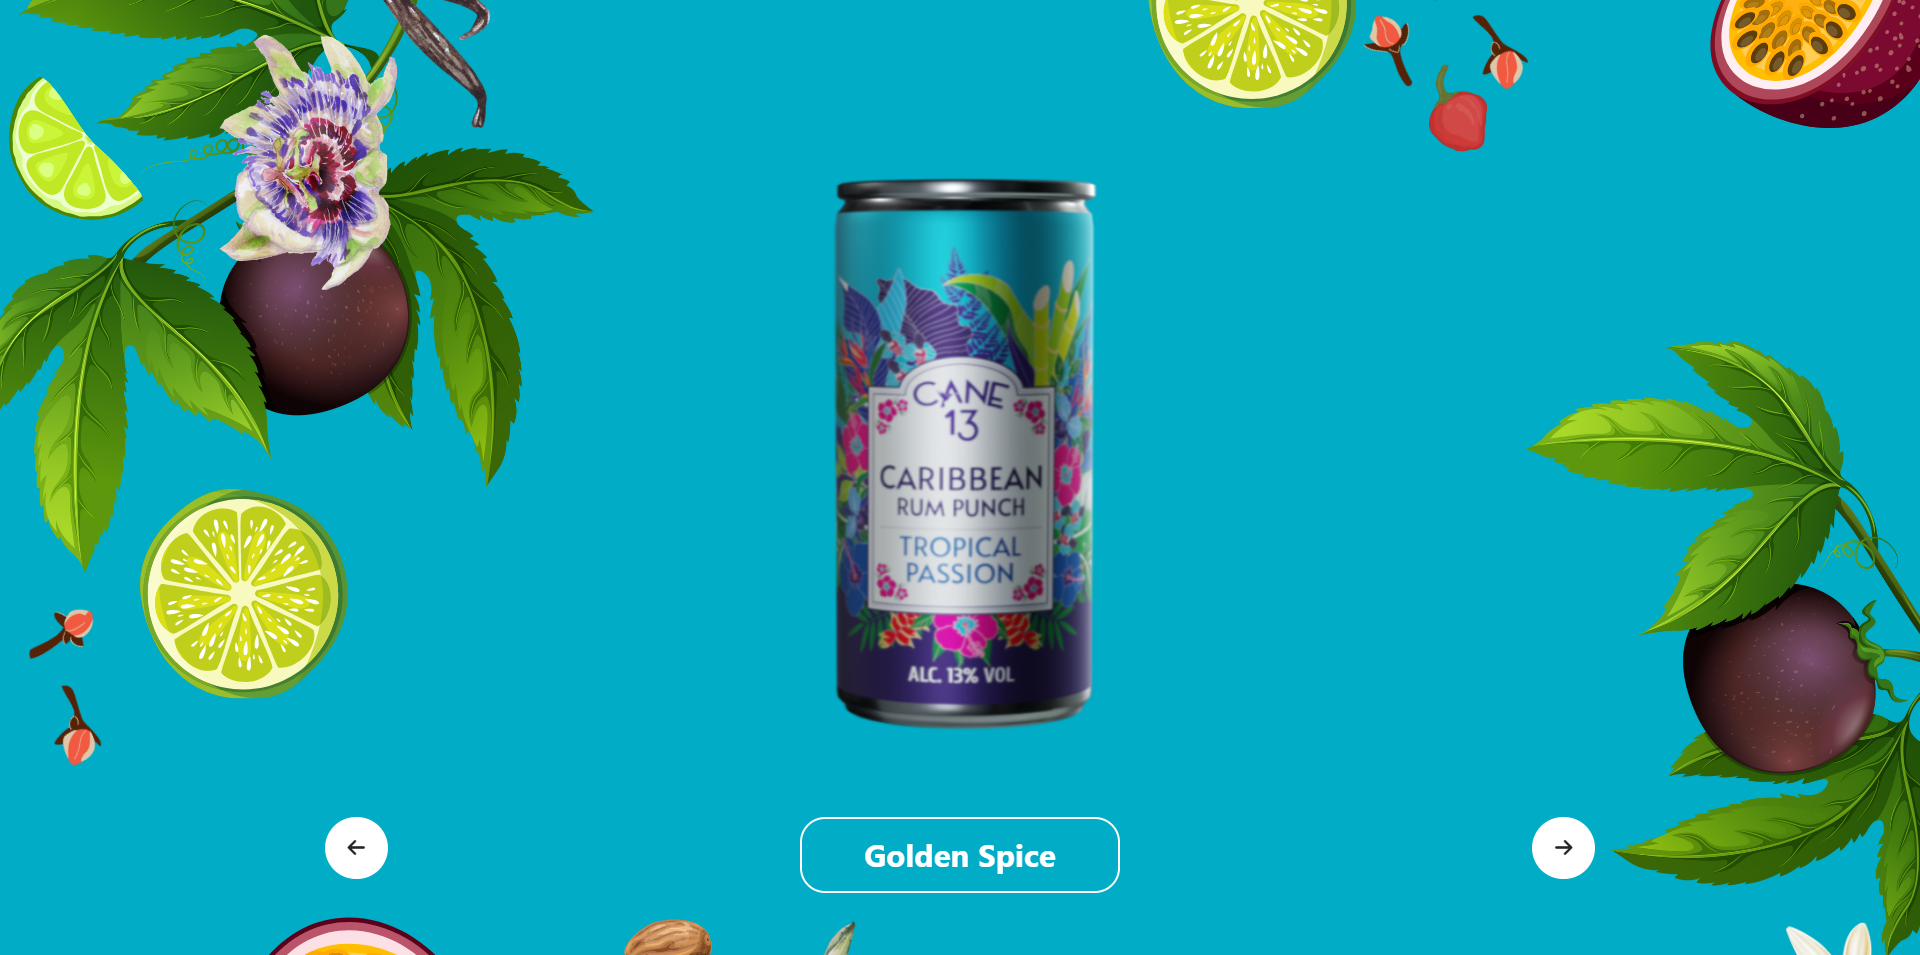 CANE
13
CARIBBEAN
RUM PUNCH
TROPICAL
PASSION
ALC. 13% VOL
Golden Spice